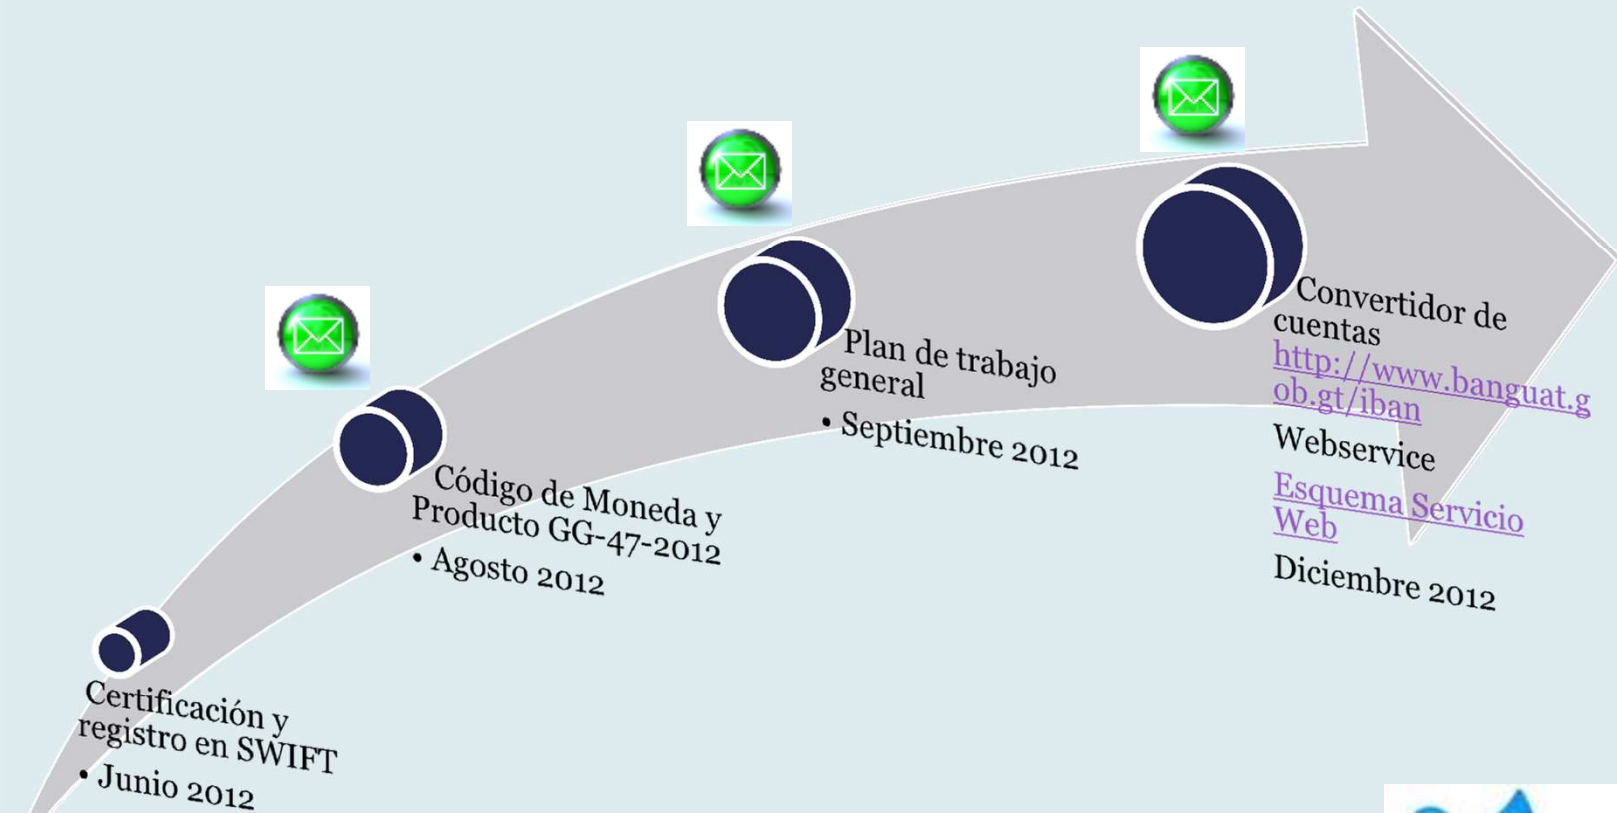 Certificación y
registro en SWIFT
• Junio 2012
Código de Moneda y
Producto GG-47-2012
• Agosto 2012
Plan de trabajo
general
• Septiembre 2012
Convertidor de
cuentas
http://www.banguat.g
ob.gt/iban
Webservice
Esquema Servicio
Web
Diciembre 2012